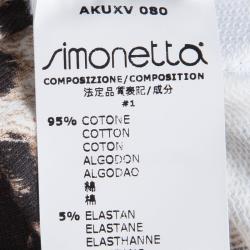 AKUXV 080
simonetta
COMPOSIZIONE/COMPOSITION
法定品質表記/成分
#1
95% COTONE
COTTON
COTON
ALGODON
ALGODAO
綿
棉
5% ELASTAN
ELASTANE
ELASTHANNE